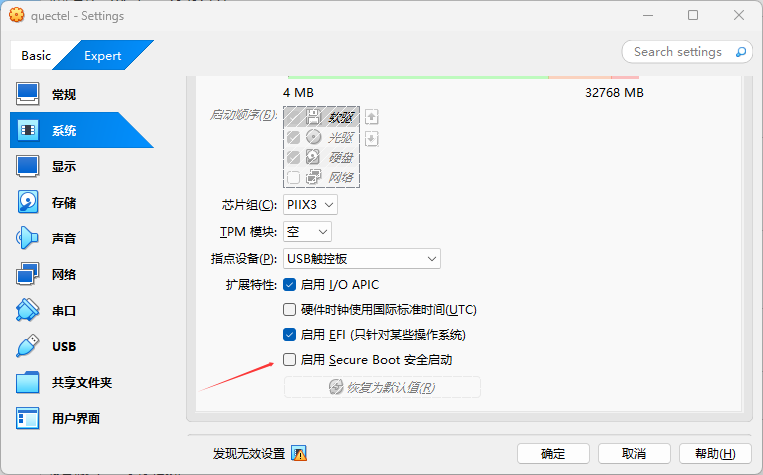 quectel - Settings
Basic
Expert
Search settings
常规
系统
显示
存储
声音
网络
串口
USB
共享文件夹
用户界面
4 MB
32768 MB
启动顺序(B):
软驱
光驱
硬盘
网络
芯片组(C):
PIIX3
TPM 模块:
空
指点设备(P):
USB触控板
扩展特性:
启用 I/O APIC
硬件时钟使用国际标准时间(UTC)
启用 EFI (只针对某些操作系统)
启用 Secure Boot 安全启动
恢复为默认值(R)
发现无效设置
确定
取消
帮助(H)